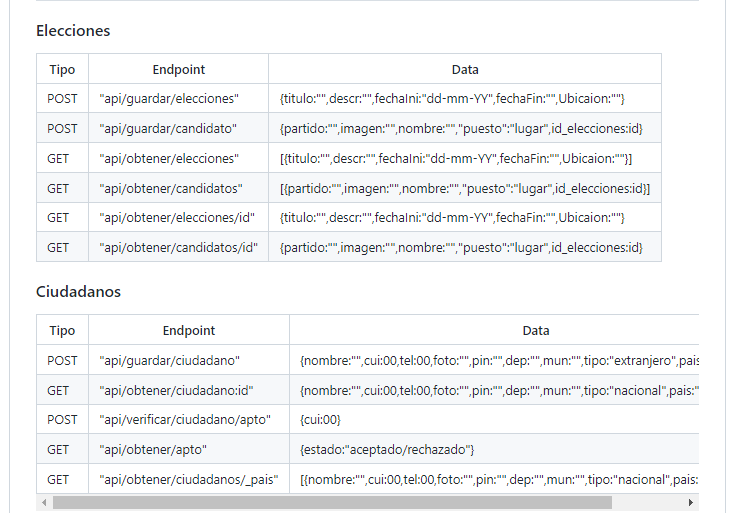 Elecciones
Tipo Endpoint Data
POST "api/guardar/elecciones" {titulo:"",descr:"",fechaIni:"dd-mm-YY",fechaFin:"",Ubicaion:""}
POST "api/guardar/candidato" {partido:"",imagen:"",nombre:"","puesto":"lugar",id_elecciones:id}
GET "api/obtener/elecciones" [{titulo:"",descr:"",fechaIni:"dd-mm-YY",fechaFin:"",Ubicaion:""}]
GET "api/obtener/candidatos" [{partido:"",imagen:"",nombre:"","puesto":"lugar",id_elecciones:id}]
GET "api/obtener/elecciones/id" {titulo:"",descr:"",fechaIni:"dd-mm-YY",fechaFin:"",Ubicaion:""}
GET "api/obtener/candidatos/id" {partido:"",imagen:"",nombre:"","puesto":"lugar",id_elecciones:id}
Ciudadanos
Tipo Endpoint Data
POST "api/guardar/ciudadano" {nombre:"",cui:00,tel:00,foto:"",pin:"",dep:"",mun:"",tipo:"extranjero",pais
GET "api/obtener/ciudadano:id" {nombre:"",cui:00,tel:00,foto:"",pin:"",dep:"",mun:"",tipo:"nacional",pais:"
POST "api/verificar/ciudadano/apto" {cui:00}
GET "api/obtener/apto" {estado:"aceptado/rechazado"}
GET "api/obtener/ciudadanos/_pais" [{nombre:"",cui:00,tel:00,foto:"",pin:"",dep:"",mun:"",tipo:"nacional",pais: